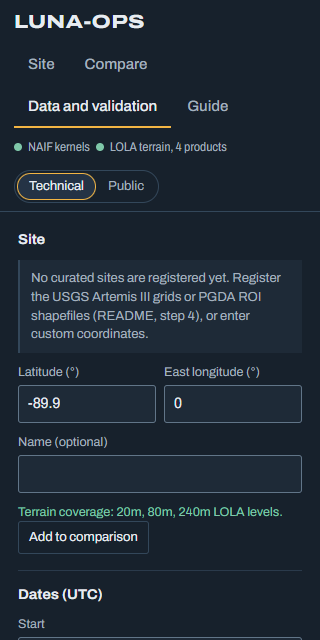 LUNA-OPS
Site Compare
Data and validation Guide
NAIF kernels LOLA terrain, 4 products
Technical Public
Site
No curated sites are registered yet. Register
the USGS Artemis III grids or PGDA ROI
shapefiles (README, step 4), or enter
custom coordinates.
Latitude (°) East longitude (°)
-89.9 0
Name (optional)
Terrain coverage: 20m, 80m, 240m LOLA levels.
Add to comparison
Dates (UTC)
Start